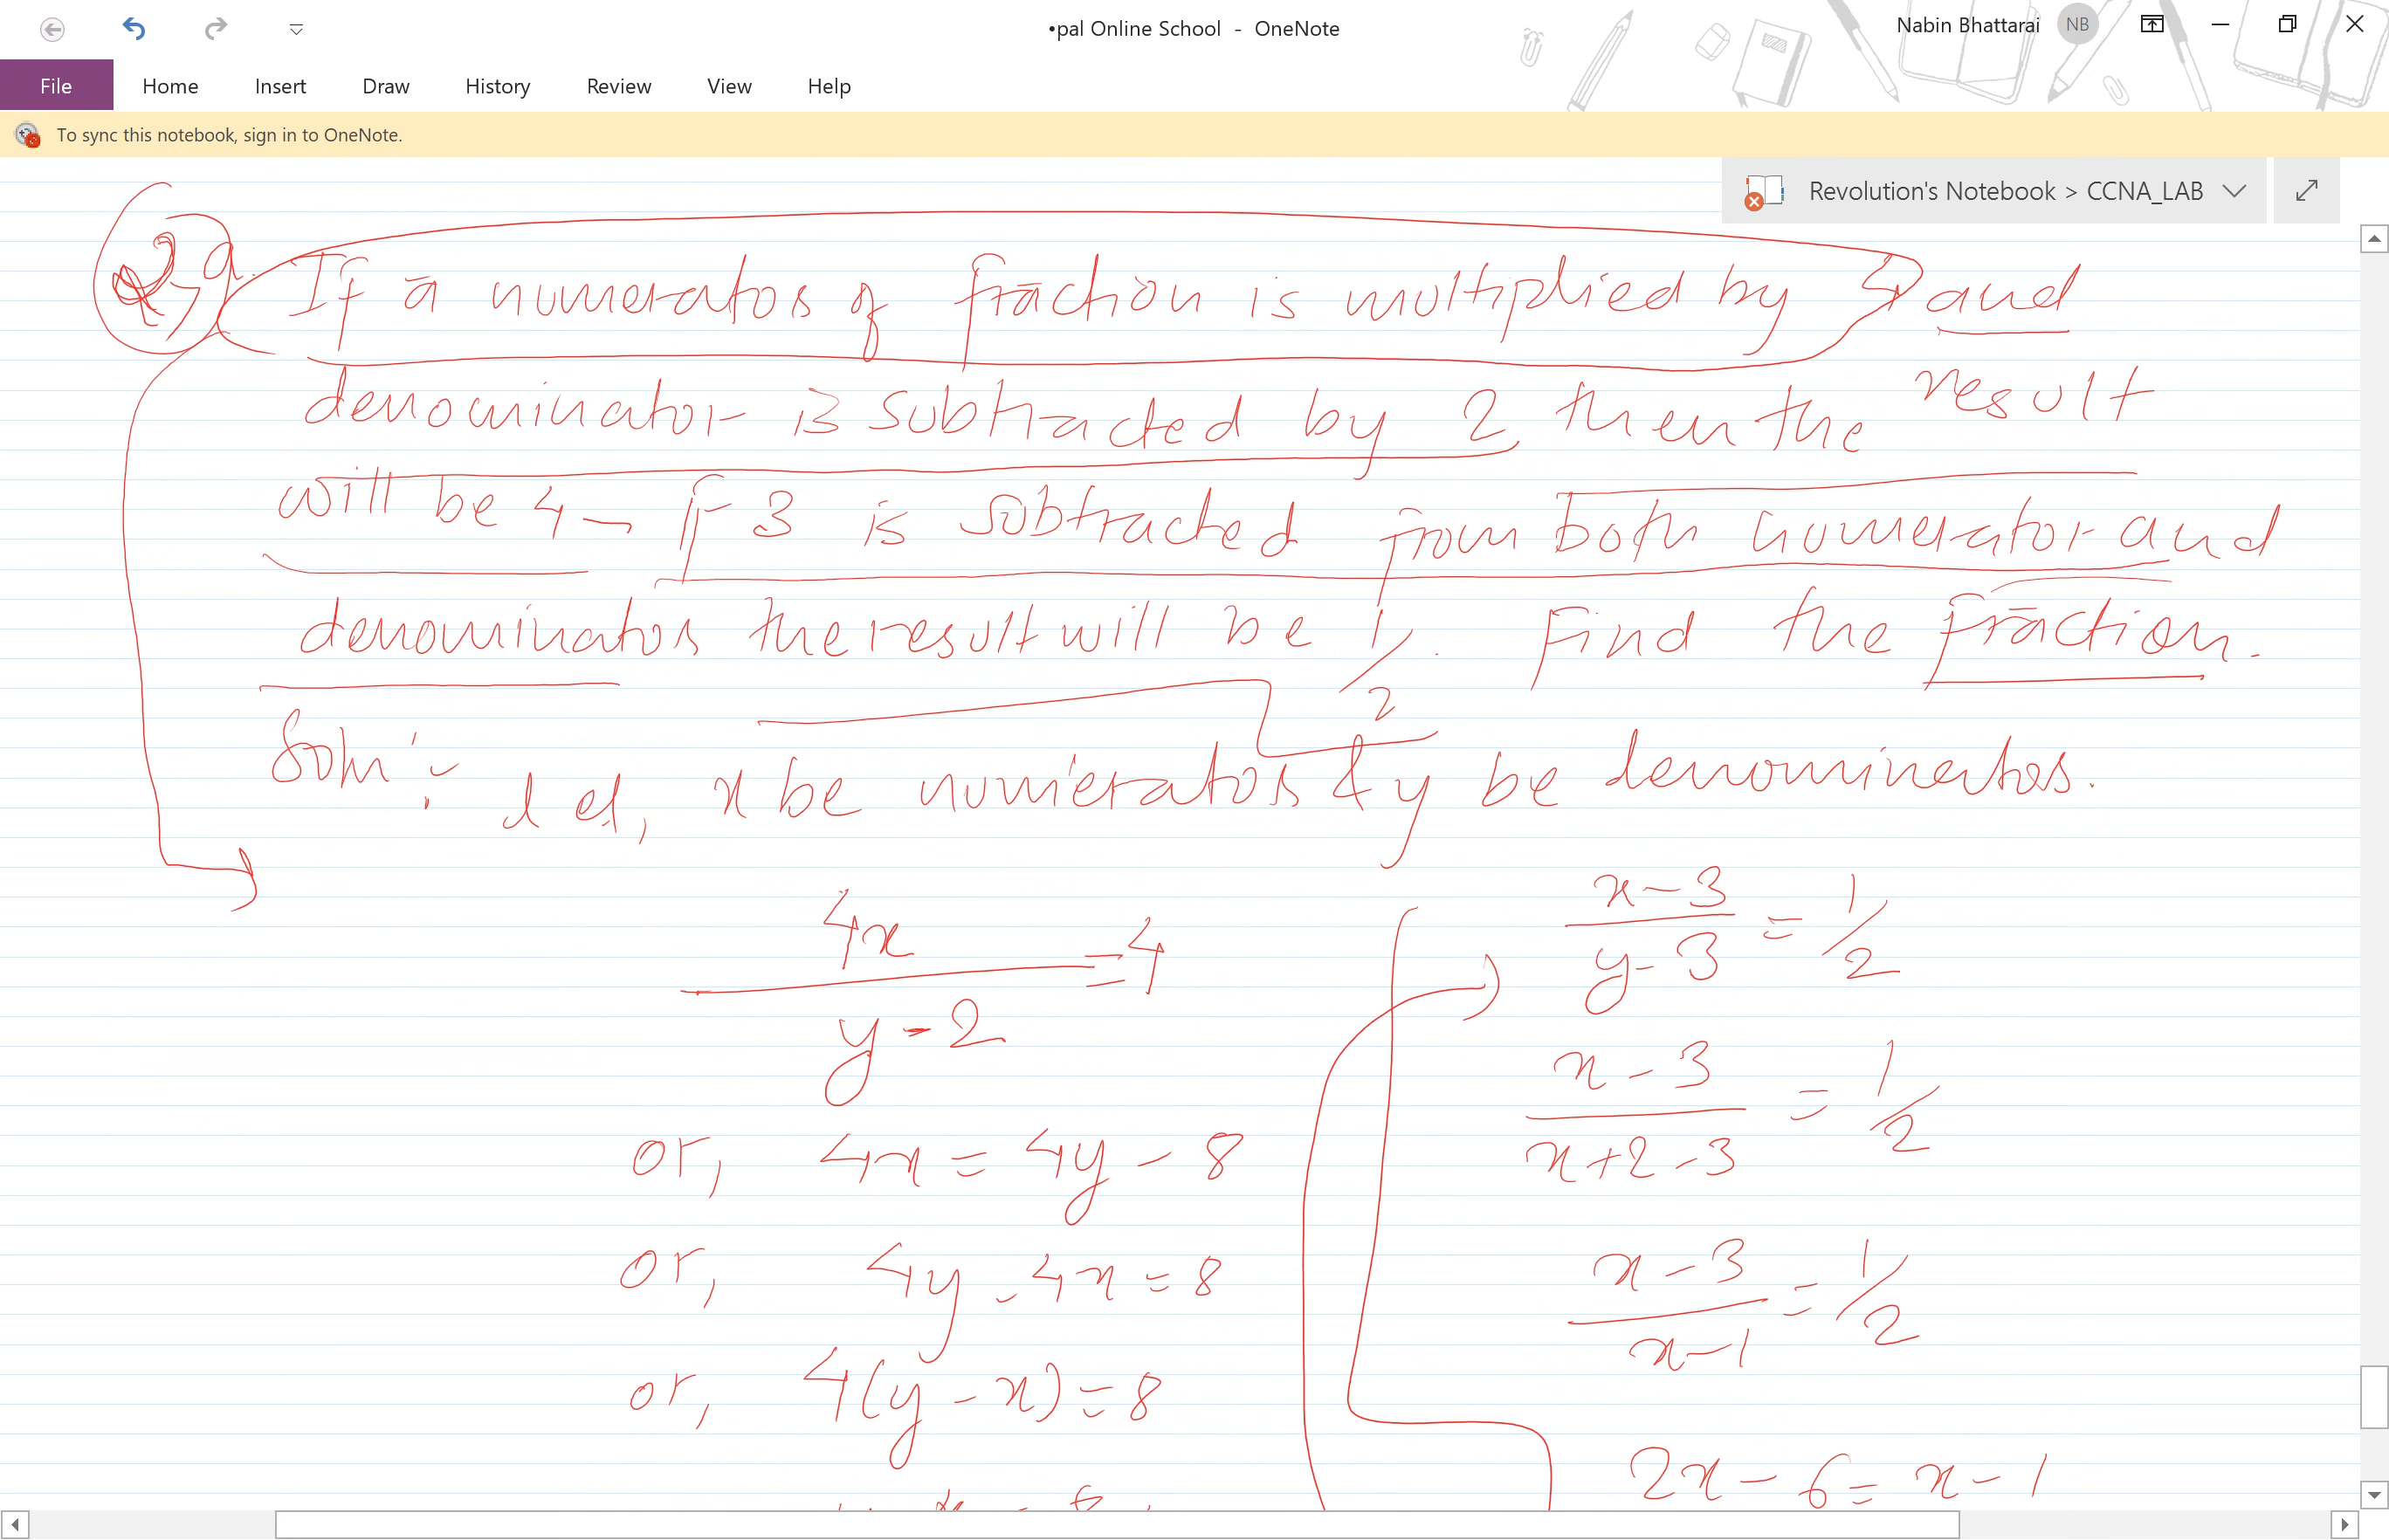 •pal Online School - OneNote
Nabin Bhattarai NB
File Home Insert Draw History Review View Help
To sync this notebook, sign in to OneNote.
Revolution's Notebook > CCNA_LAB
If a numerator of fraction is multiplied by 4 and
denominator is subtracted by 2 then the result
will be 4. If 3 is subtracted from both numerator and
denominator the result will be 1/2. Find the fraction.
Soln: let, x be numerator & y be denominator.
4x/y-2 = 4
or, 4x = 4y - 8
or, 4y - 4x = 8
or, 4(y - x) = 8
x-3/y-3 = 1/2
x-3/x+2-3 = 1/2
x-3/x-1 = 1/2
2x - 6 = x - 1